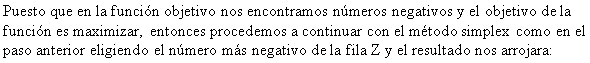 Puesto que en la función objetivo nos encontramos números negativos y el objetivo de la
función es maximizar, entonces procedemos a continuar con el método simplex como en el
paso anterior eligiendo el número más negativo de la fila Z y el resultado nos arrojara: